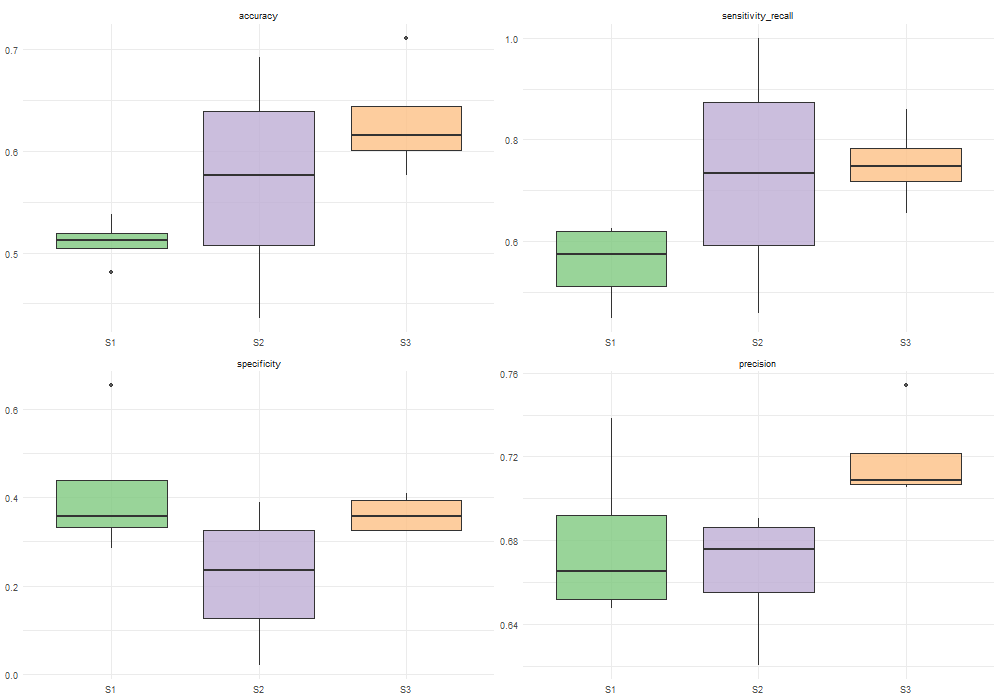 accuracy
sensitivity_recall
0.7
0.6
0.5
1.0
0.8
0.6
S1 S2 S3
S1 S2 S3
specificity
precision
0.6
0.4
0.2
0.0
0.76
0.72
0.68
0.64
S1 S2 S3
S1 S2 S3